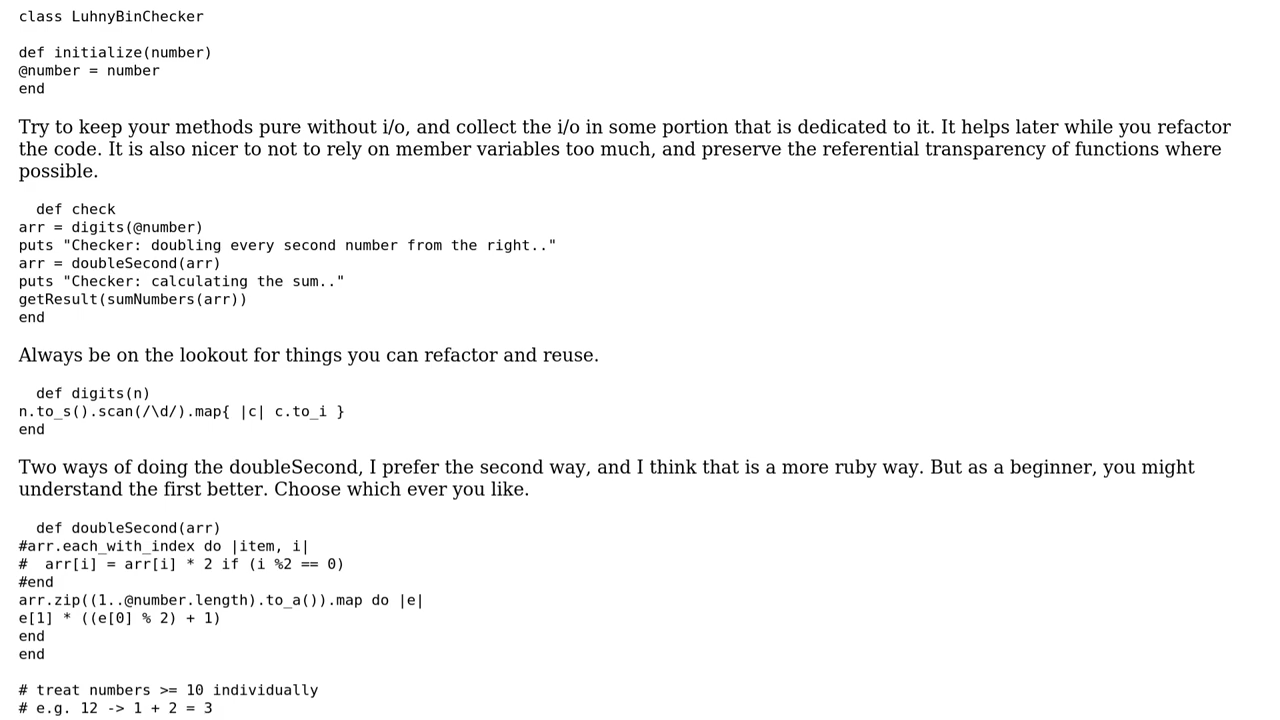 class LuhnyBinChecker
def initialize(number)
@number = number
end
Try to keep your methods pure without i/o, and collect the i/o in some portion that is dedicated to it. It helps later while you refactor
the code. It is also nicer to not to rely on member variables too much, and preserve the referential transparency of functions where
possible.
def check
arr = digits(@number)
puts "Checker: doubling every second number from the right.."
arr = doubleSecond(arr)
puts "Checker: calculating the sum.."
getResult(sumNumbers(arr))
end
Always be on the lookout for things you can refactor and reuse.
def digits(n)
n.to_s().scan(/\d/).map{ |c| c.to_i }
end
Two ways of doing the doubleSecond, I prefer the second way, and I think that is a more ruby way. But as a beginner, you might
understand the first better. Choose which ever you like.
def doubleSecond(arr)
#arr.each_with_index do |item, i|
#  arr[i] = arr[i] * 2 if (i %2 == 0)
#end
arr.zip((1..@number.length).to_a()).map do |e|
e[1] * ((e[0] % 2) + 1)
end
end
# treat numbers >= 10 individually
# e.g. 12 -> 1 + 2 = 3